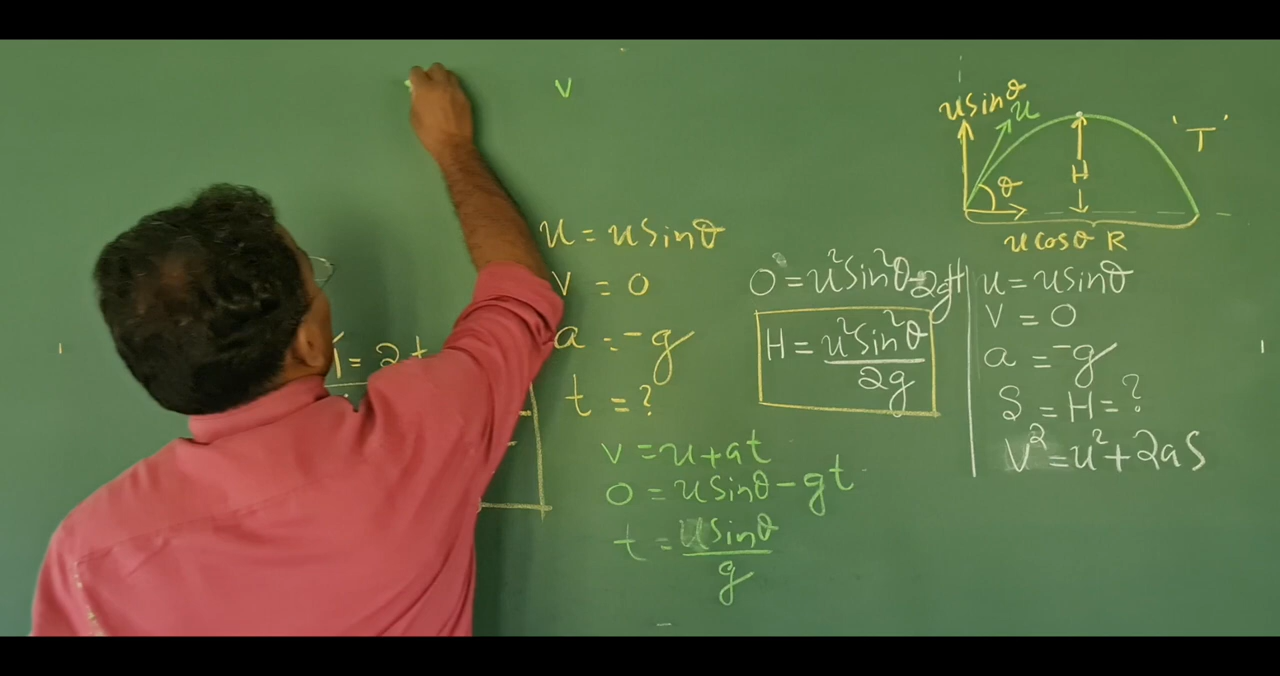 v
usinθ
u
'T'
θ
H
ucosθ R
u = usinθ
v = 0
a = -g
t = ?
v = u+at
0 = usinθ - gt
t = usinθ/g
T = 2t
0 = u²sin²θ-2gH
H = u²sin²θ/2g
u = usinθ
v = 0
a = -g
S = H = ?
v² = u²+2aS